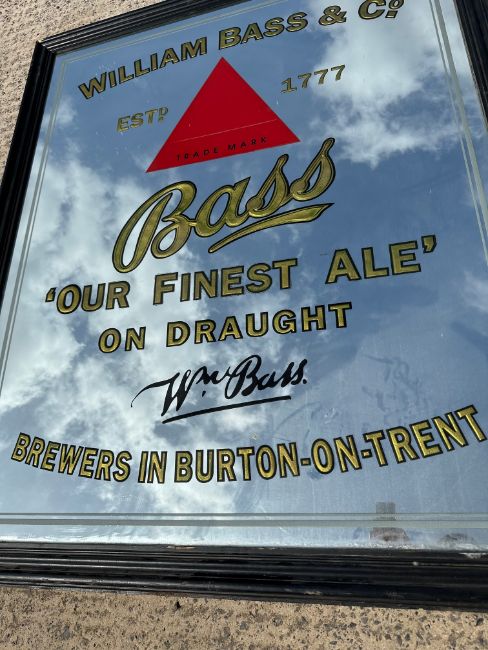 WILLIAM BASS & Cº
ESTD 1777
TRADE MARK
Bass
'OUR FINEST ALE'
ON DRAUGHT
Wm Bass.
BREWERS IN BURTON-ON-TRENT